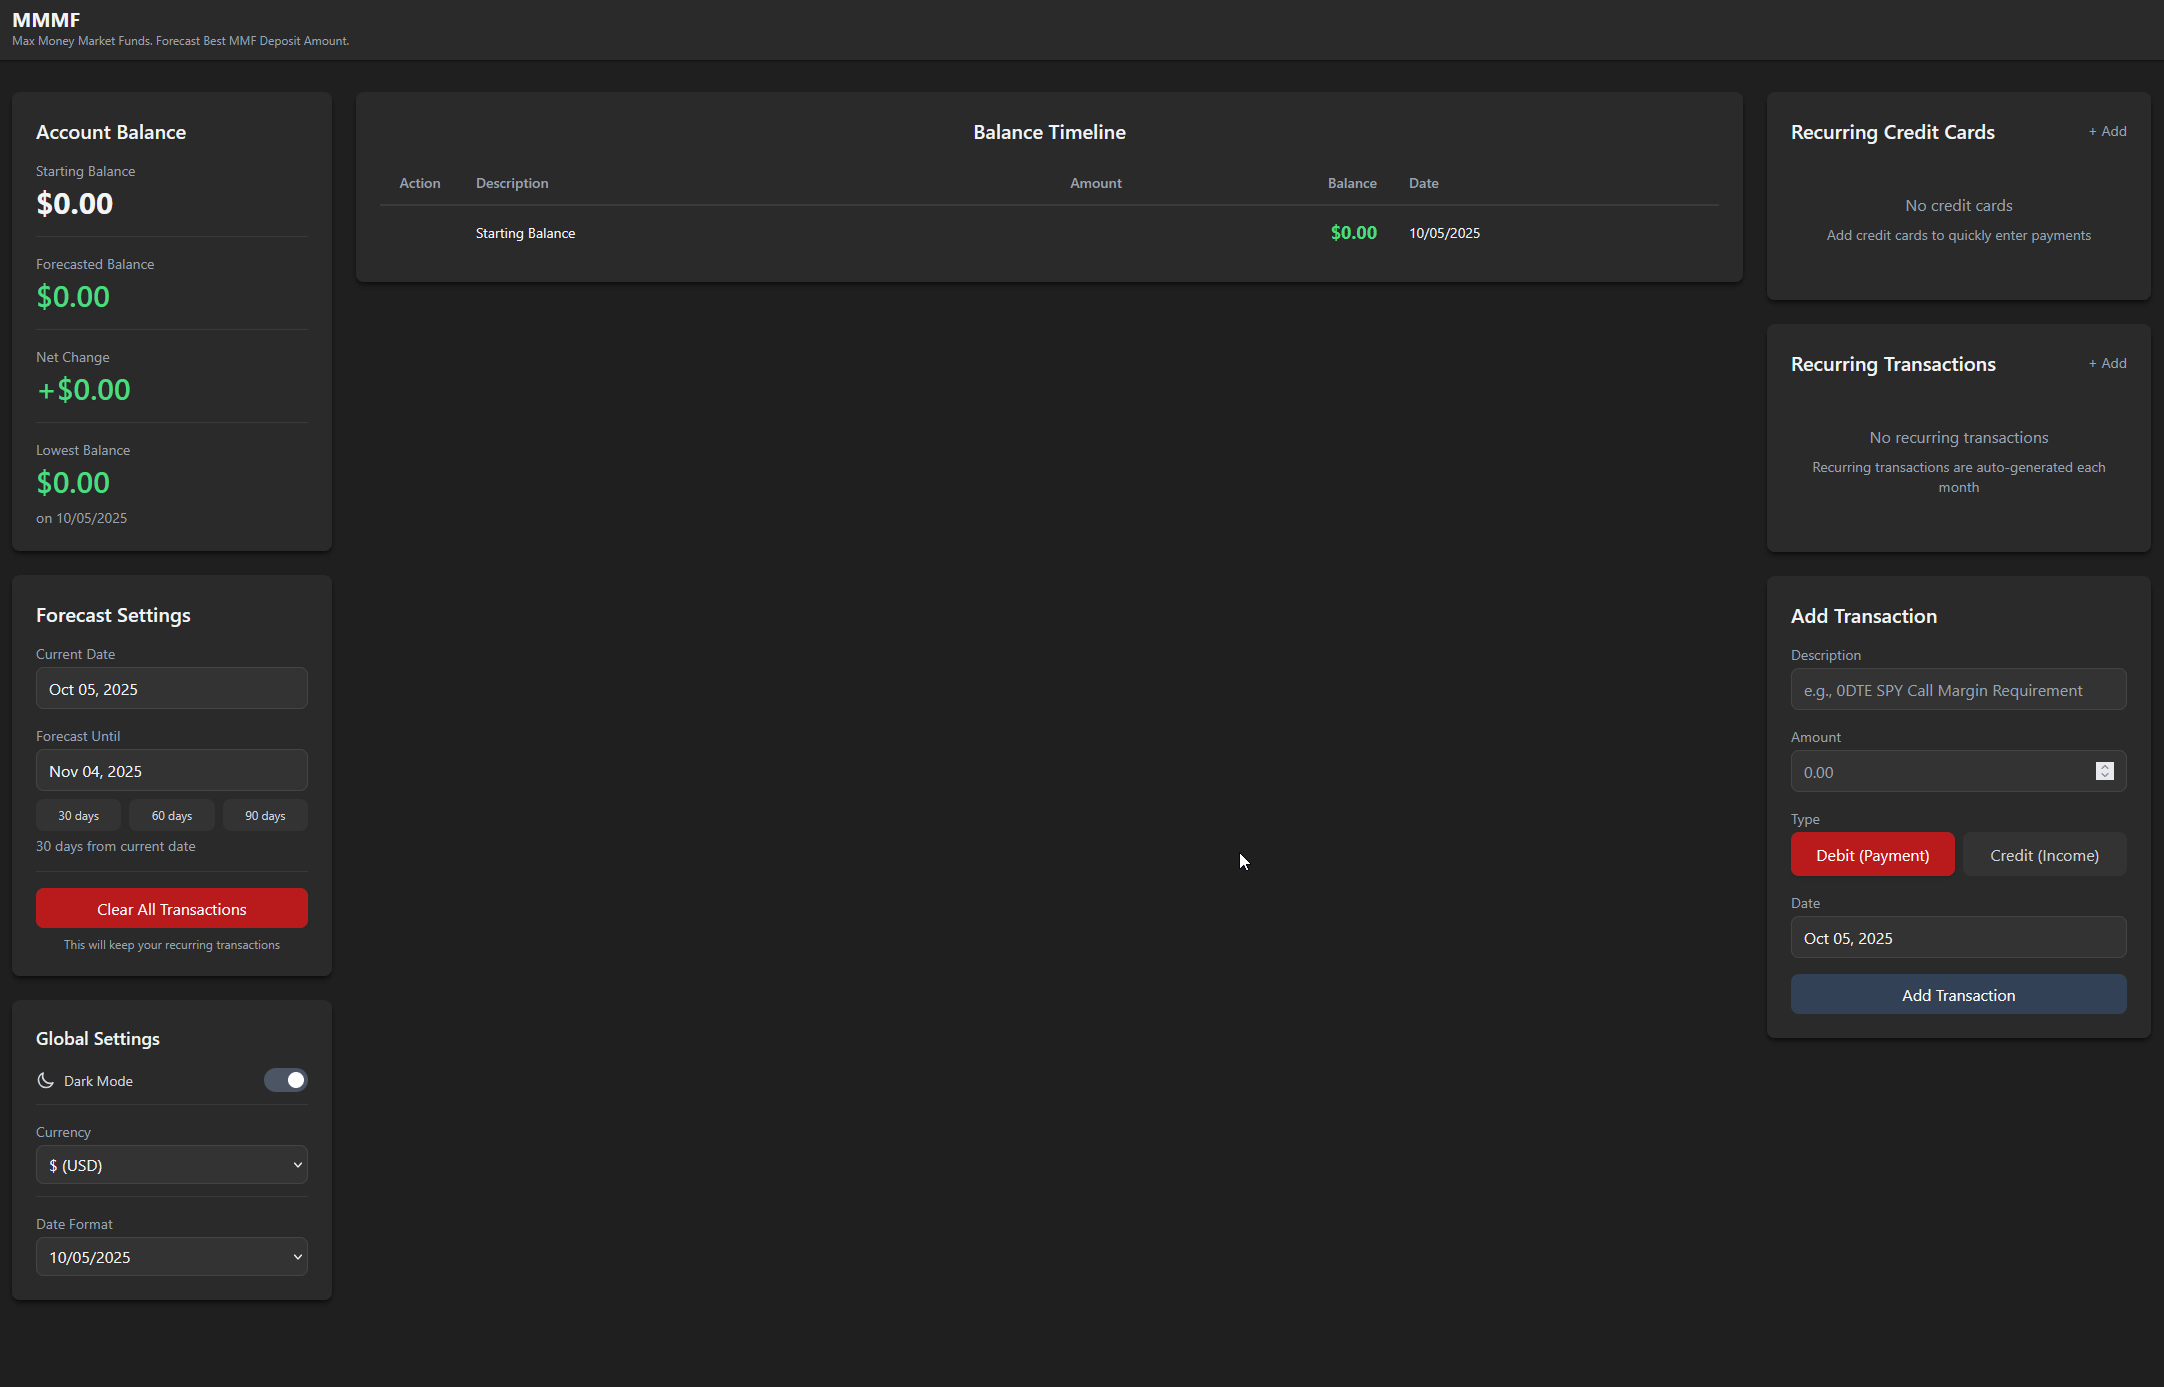 MMMF
Max Money Market Funds. Forecast Best MMF Deposit Amount.
Account Balance
Starting Balance
$0.00
Forecasted Balance
$0.00
Net Change
+$0.00
Lowest Balance
$0.00
on 10/05/2025
Forecast Settings
Current Date
Oct 05, 2025
Forecast Until
Nov 04, 2025
30 days 60 days 90 days
30 days from current date
Clear All Transactions
This will keep your recurring transactions
Global Settings
Dark Mode
Currency
$ (USD)
Date Format
10/05/2025
Balance Timeline
Action Description Amount Balance Date
Starting Balance $0.00 10/05/2025
Recurring Credit Cards + Add
No credit cards
Add credit cards to quickly enter payments
Recurring Transactions + Add
No recurring transactions
Recurring transactions are auto-generated each
month
Add Transaction
Description
e.g., 0DTE SPY Call Margin Requirement
Amount
0.00
Type
Debit (Payment) Credit (Income)
Date
Oct 05, 2025
Add Transaction